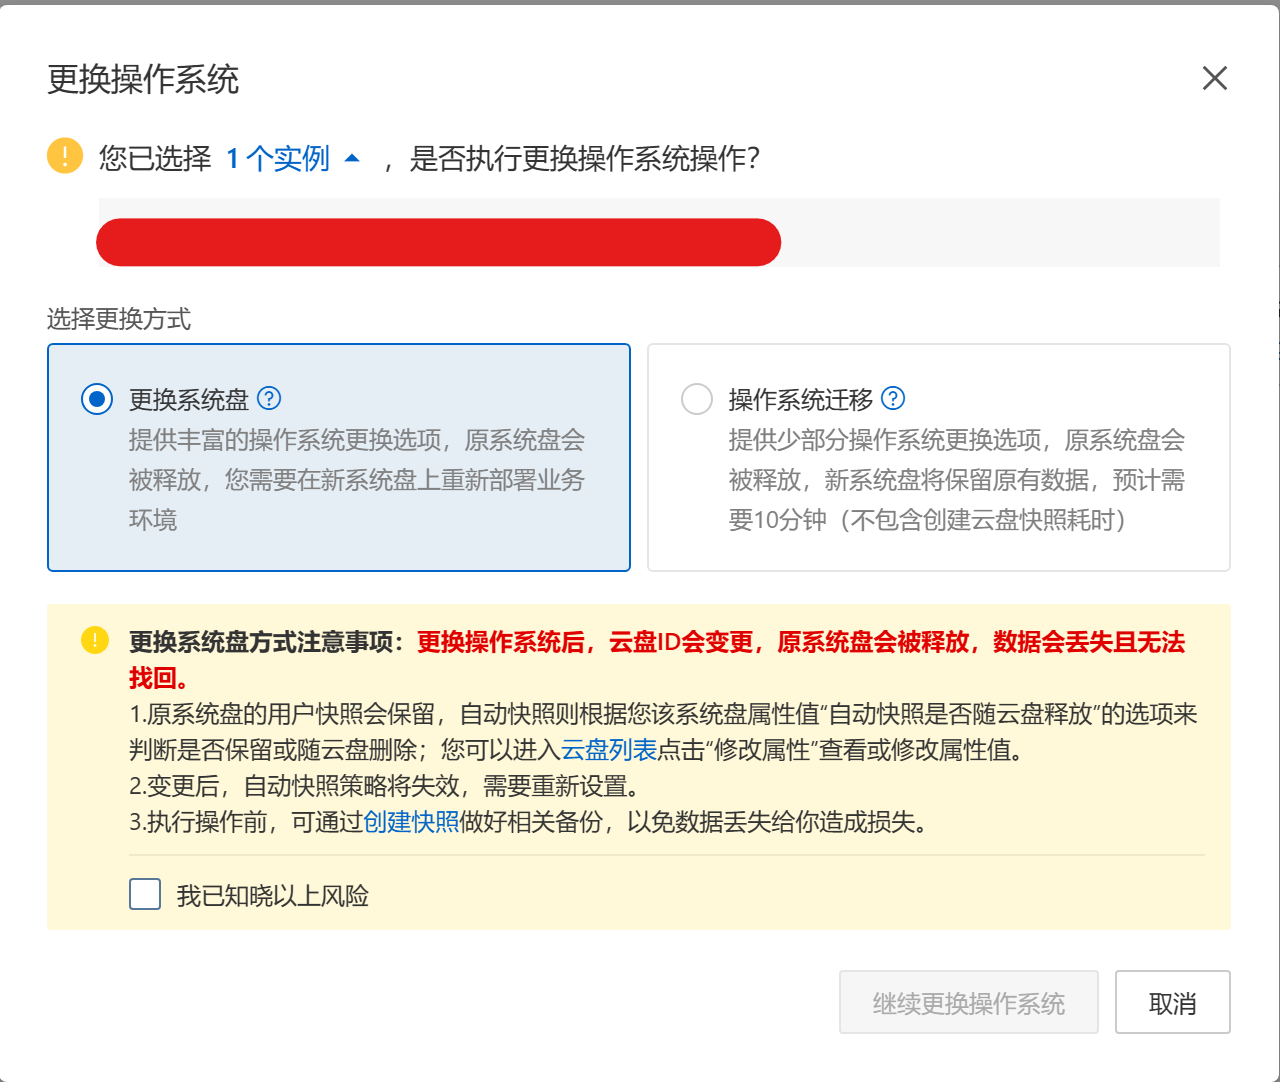 更换操作系统
您已选择 1 个实例 ，是否执行更换操作系统操作？
选择更换方式
更换系统盘
提供丰富的操作系统更换选项，原系统盘会
被释放，您需要在新系统盘上重新部署业务
环境
操作系统迁移
提供少部分操作系统更换选项，原系统盘会
被释放，新系统盘将保留原有数据，预计需
要10分钟（不包含创建云盘快照耗时）
更换系统盘方式注意事项：更换操作系统后，云盘ID会变更，原系统盘会被释放，数据会丢失且无法
找回。
1.原系统盘的用户快照会保留，自动快照则根据您该系统盘属性值“自动快照是否随云盘释放”的选项来
判断是否保留或随云盘删除；您可以进入云盘列表点击“修改属性”查看或修改属性值。
2.变更后，自动快照策略将失效，需要重新设置。
3.执行操作前，可通过创建快照做好相关备份，以免数据丢失给你造成损失。
我已知晓以上风险
继续更换操作系统
取消